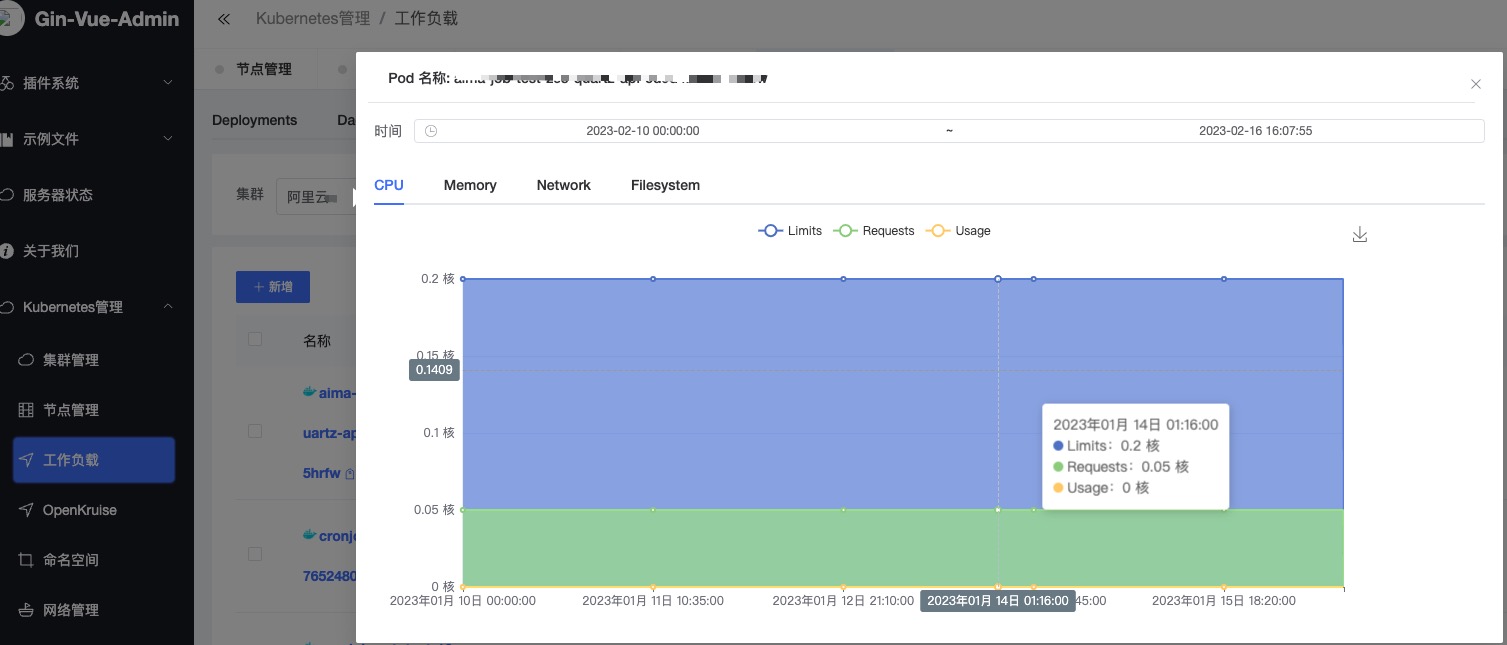 Gin-Vue-Admin
Kubernetes管理 / 工作负载
插件系统
示例文件
服务器状态
关于我们
Kubernetes管理
集群管理
节点管理
工作负载
OpenKruise
命名空间
网络管理
节点管理
Deployments Da
集群 阿里云
+ 新增
名称
aima-
uartz-ap
5hrfw
cronje
7652480
Pod 名称:
时间 2023-02-10 00:00:00 ~ 2023-02-16 16:07:55
CPU Memory Network Filesystem
Limits Requests Usage
0.2 核
0.15 核
0.1409
0.1 核
0.05 核
0 核
2023年01月 14日 01:16:00
Limits：0.2 核
Requests：0.05 核
Usage：0 核
2023年01月 10日 00:00:00 2023年01月 11日 10:35:00 2023年01月 12日 21:10:00 2023年01月 14日 01:16:00 45:00 2023年01月 15日 18:20:00